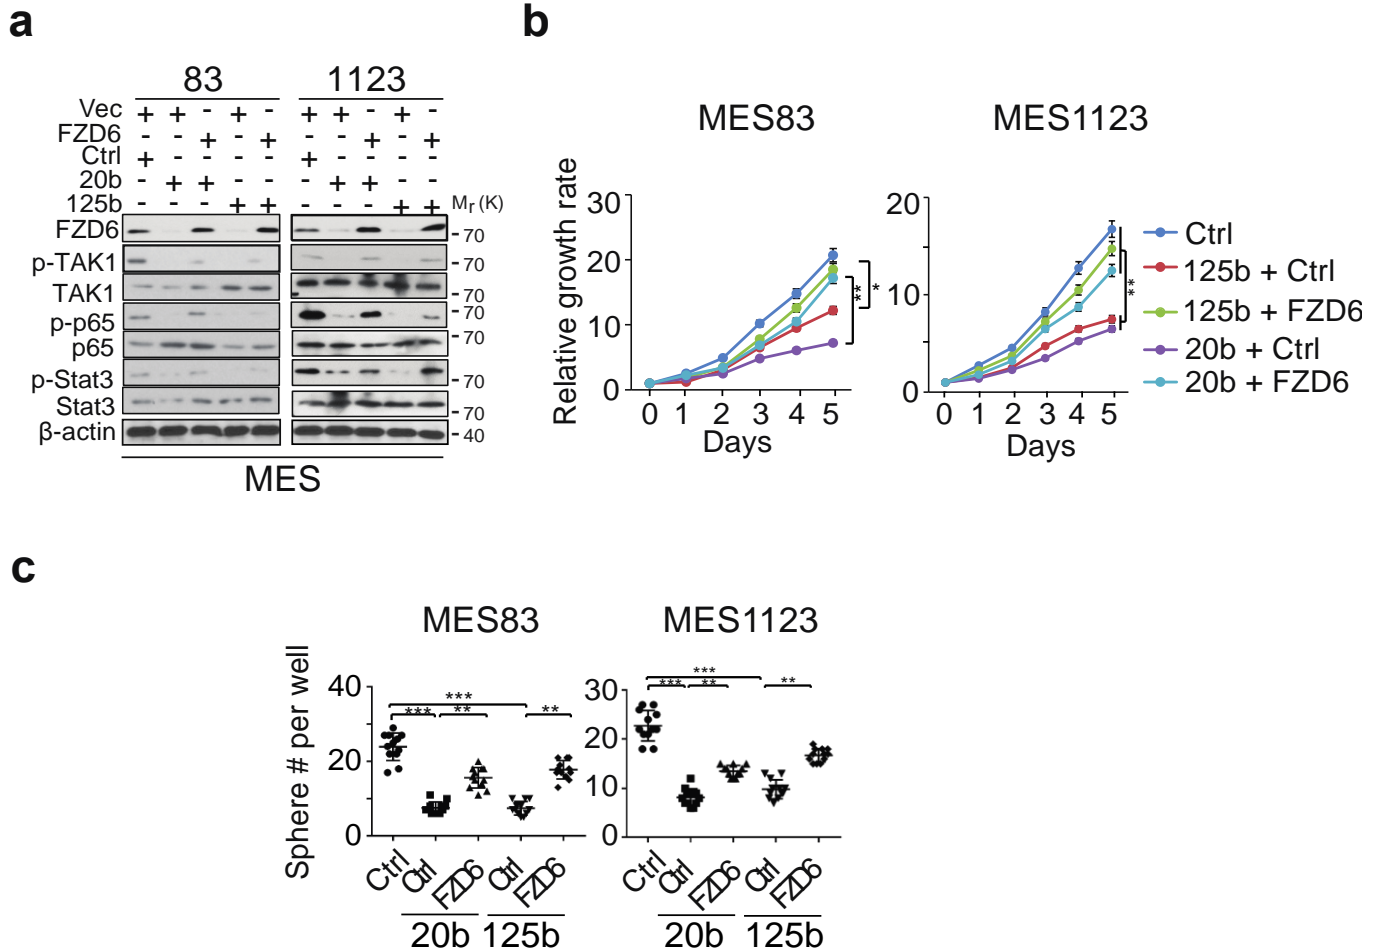 a
83 1123
Vec + + - + - + + - + -
FZD6 - - + - + - - + - +
Ctrl + - - - - + - - - -
20b - + + - - - + + - -
125b - - - + + - - - + + Mr (K)
FZD6 - 70
p-TAK1 - 70
TAK1 - 70
p-p65 - 70
p65 - 70
p-Stat3 - 70
Stat3 - 70
β-actin - 40
MES
b
MES83 MES1123
Relative growth rate
30
20
10
0
0 1 2 3 4 5
Days
** *
20
10
0
0 1 2 3 4 5
Days
**
Ctrl
125b + Ctrl
125b + FZD6
20b + Ctrl
20b + FZD6
c
MES83 MES1123
Sphere # per well
40
20
0
***
*** ** **
Ctrl Ctrl FZD6 Ctrl FZD6
20b 125b
30
20
10
0
***
*** ** **
Ctrl Ctrl FZD6 Ctrl FZD6
20b 125b